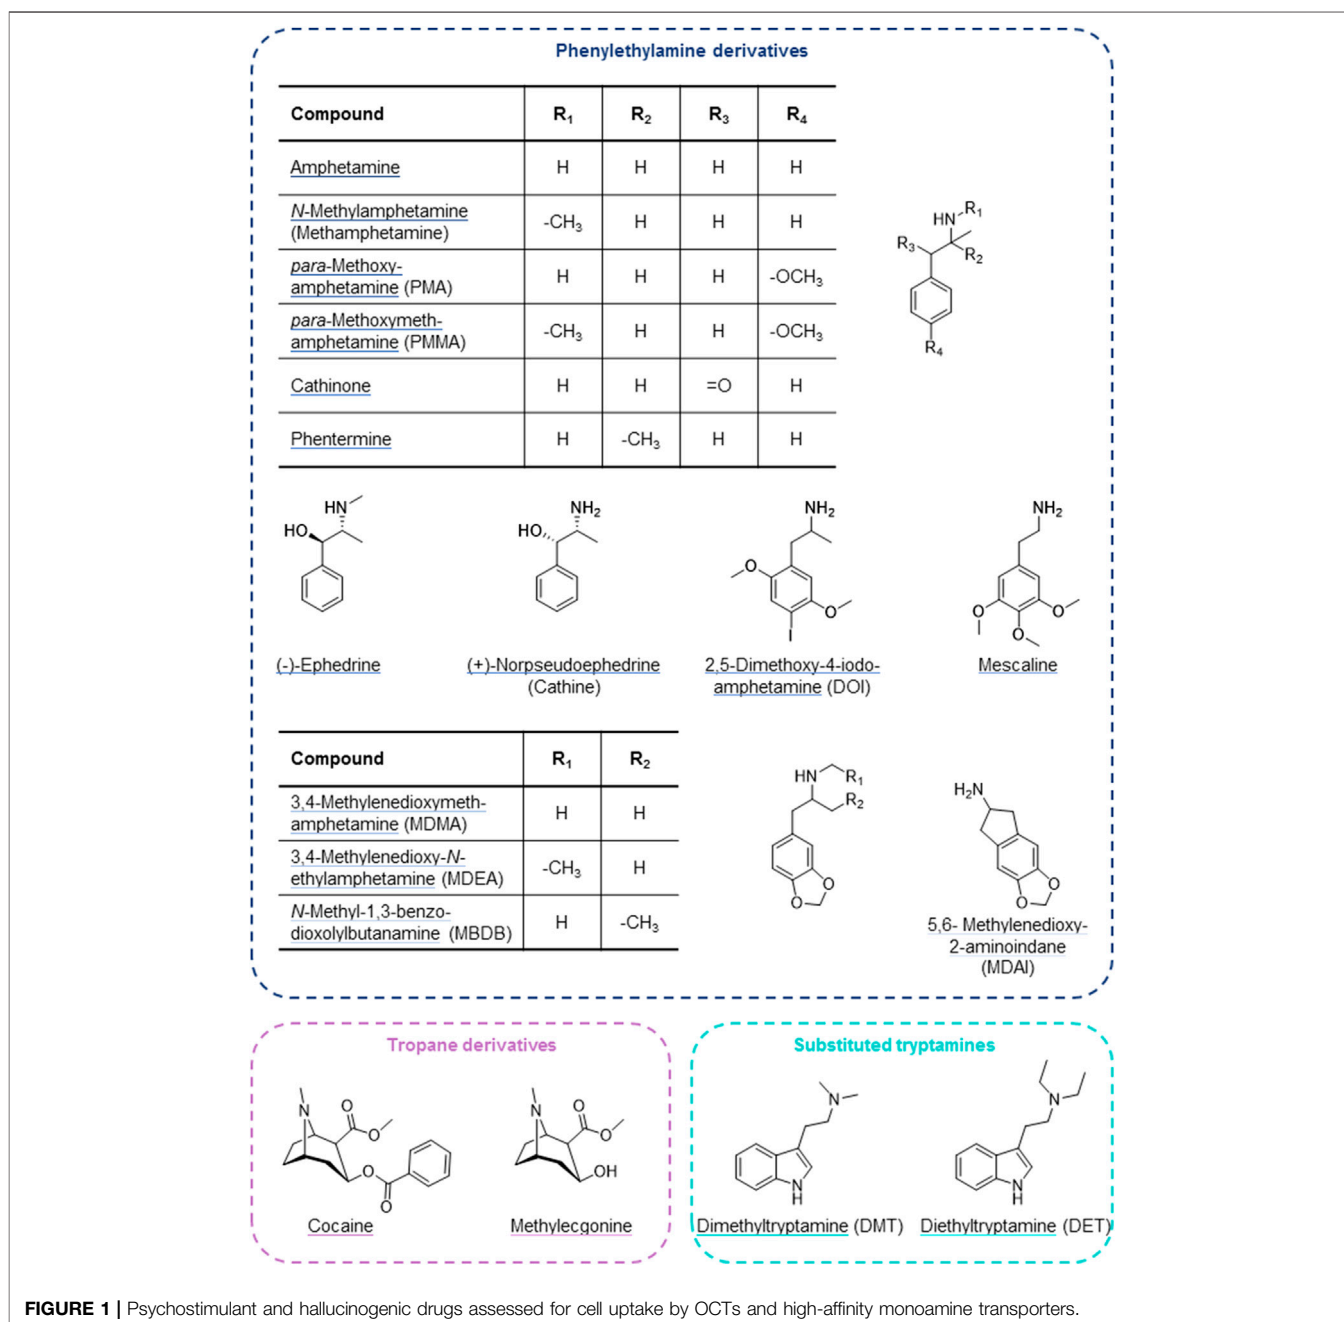 Phenylethylamine derivatives
Compound R1 R2 R3 R4
Amphetamine H H H H
N-Methylamphetamine
(Methamphetamine) -CH3 H H H
para-Methoxy-
amphetamine (PMA) H H H -OCH3
para-Methoxymeth-
amphetamine (PMMA) -CH3 H H -OCH3
Cathinone H H =O H
Phentermine H -CH3 H H
HN R1
R3
R2
R4
HN
HO
(-)-Ephedrine
NH2
HO
(+)-Norpseudoephedrine
(Cathine)
NH2
O
O
I
2,5-Dimethoxy-4-iodo-
amphetamine (DOI)
NH2
O
O
O
Mescaline
Compound R1 R2
3,4-Methylenedioxymeth-
amphetamine (MDMA) H H
3,4-Methylenedioxy-N-
ethylamphetamine (MDEA) -CH3 H
N-Methyl-1,3-benzo-
dioxolylbutanamine (MBDB) H -CH3
HN R1
R2
O
O
H2N
O
O
5,6- Methylenedioxy-
2-aminoindane
(MDAI)
Tropane derivatives
N
O
O
O
O
Cocaine
N
O
O
OH
Methylecgonine
Substituted tryptamines
N
N
H
Dimethyltryptamine (DMT)
N
N
H
Diethyltryptamine (DET)
FIGURE 1 | Psychostimulant and hallucinogenic drugs assessed for cell uptake by OCTs and high-affinity monoamine transporters.